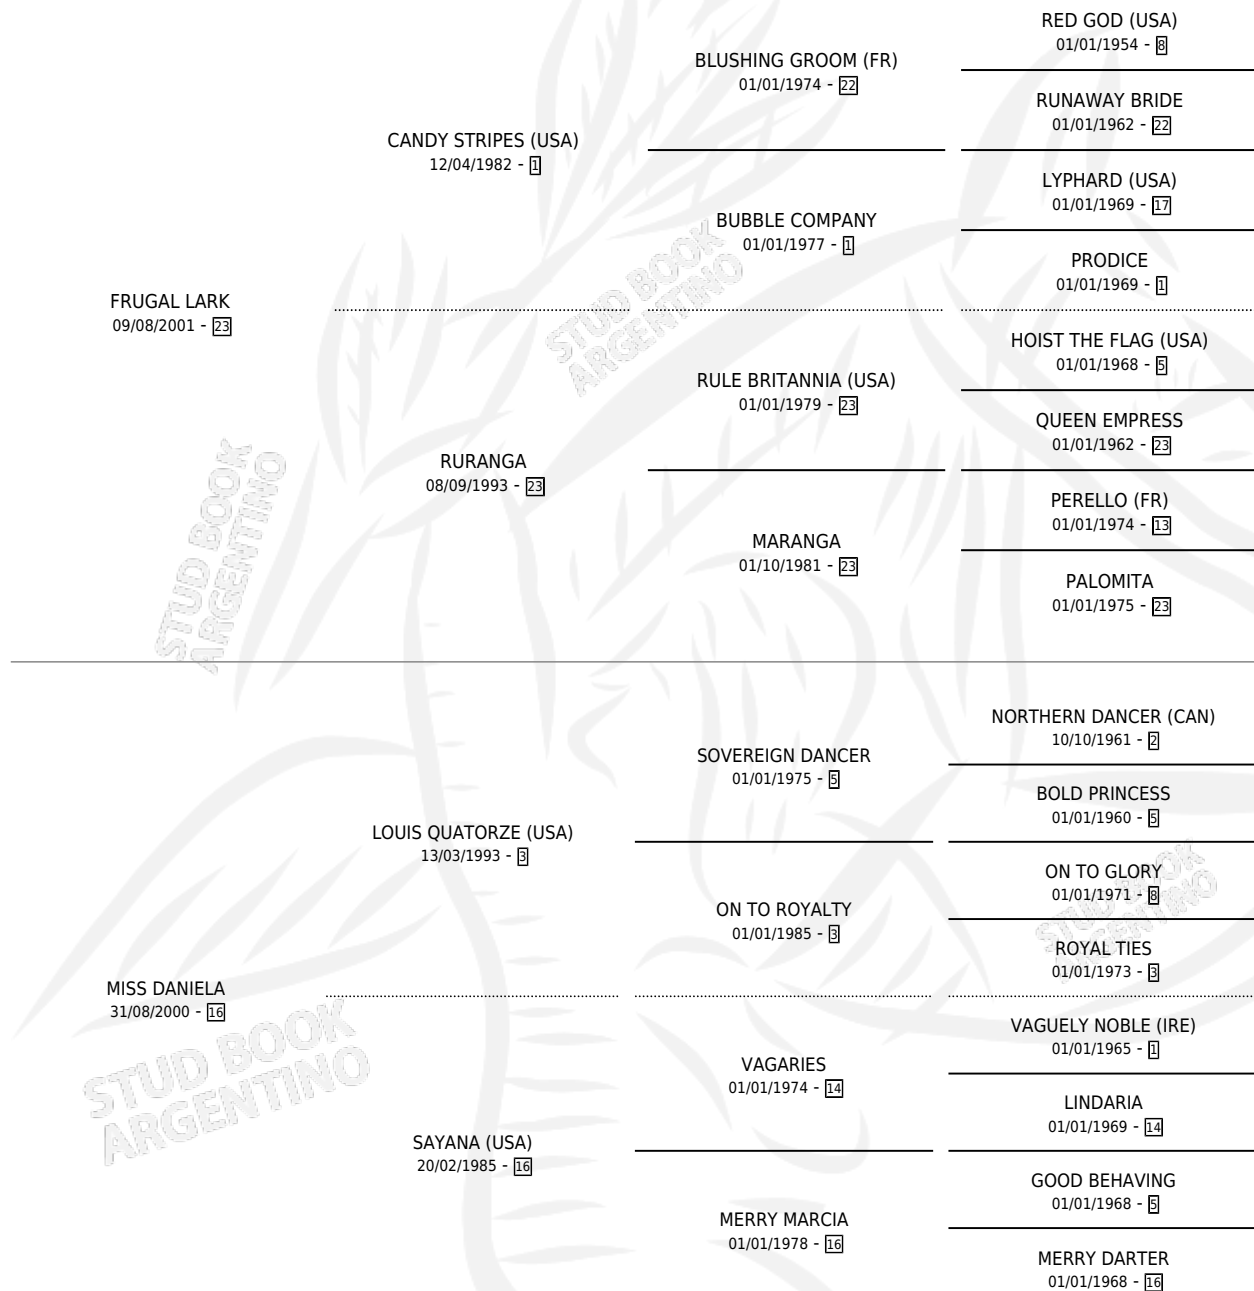 RED GOD (USA)
01/01/1954 - 8
BLUSHING GROOM (FR)
01/01/1974 - 22
RUNAWAY BRIDE
01/01/1962 - 22
CANDY STRIPES (USA)
12/04/1982 - 1
LYPHARD (USA)
01/01/1969 - 17
BUBBLE COMPANY
01/01/1977 - 1
PRODICE
01/01/1969 - 1
FRUGAL LARK
09/08/2001 - 23
HOIST THE FLAG (USA)
01/01/1968 - 5
RULE BRITANNIA (USA)
01/01/1979 - 23
QUEEN EMPRESS
01/01/1962 - 23
RURANGA
08/09/1993 - 23
PERELLO (FR)
01/01/1974 - 13
MARANGA
01/10/1981 - 23
PALOMITA
01/01/1975 - 23
NORTHERN DANCER (CAN)
10/10/1961 - 2
SOVEREIGN DANCER
01/01/1975 - 5
BOLD PRINCESS
01/01/1960 - 5
LOUIS QUATORZE (USA)
13/03/1993 - 3
ON TO GLORY
01/01/1971 - 8
ON TO ROYALTY
01/01/1985 - 3
ROYAL TIES
01/01/1973 - 3
MISS DANIELA
31/08/2000 - 16
VAGUELY NOBLE (IRE)
01/01/1965 - 1
VAGARIES
01/01/1974 - 14
LINDARIA
01/01/1969 - 14
SAYANA (USA)
20/02/1985 - 16
GOOD BEHAVING
01/01/1968 - 5
MERRY MARCIA
01/01/1978 - 16
MERRY DARTER
01/01/1968 - 16
STUD BOOK
ARGENTINO
STUD BOOK
ARGENTINO
STUD BOOK
ARGENTINO
STUD BOOK
ARGENTINO